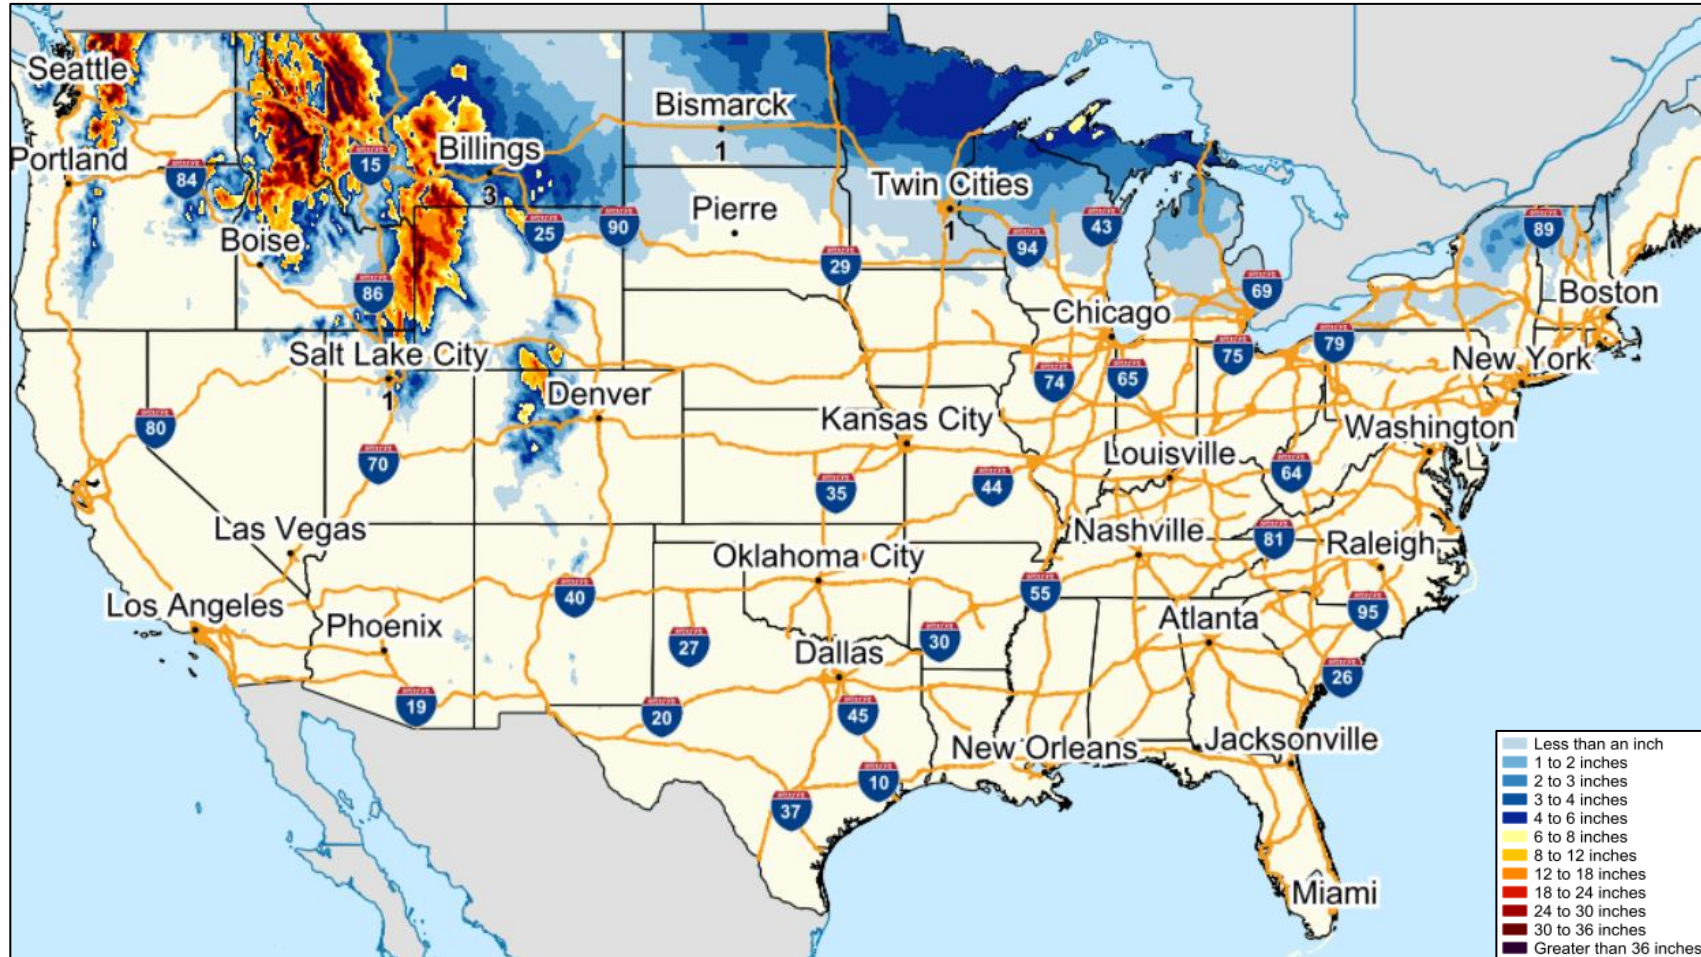 Seattle
Bismarck
1
Billings
3
Portland
84
15
Twin Cities
1
Pierre
Boise
25
90
43
94
89
29
86
69
Boston
Chicago
Salt Lake City
1
79
75
New York
74
65
Denver
80
Kansas City
Washington
70
Louisville
64
35
44
Las Vegas
Nashville
81
Raleigh
Oklahoma City
40
55
Los Angeles
95
Phoenix
Atlanta
27
30
Dallas
26
19
20
45
New Orleans
Jacksonville
10
37
Miami
Less than an inch
1 to 2 inches
2 to 3 inches
3 to 4 inches
4 to 6 inches
6 to 8 inches
8 to 12 inches
12 to 18 inches
18 to 24 inches
24 to 30 inches
30 to 36 inches
Greater than 36 inches